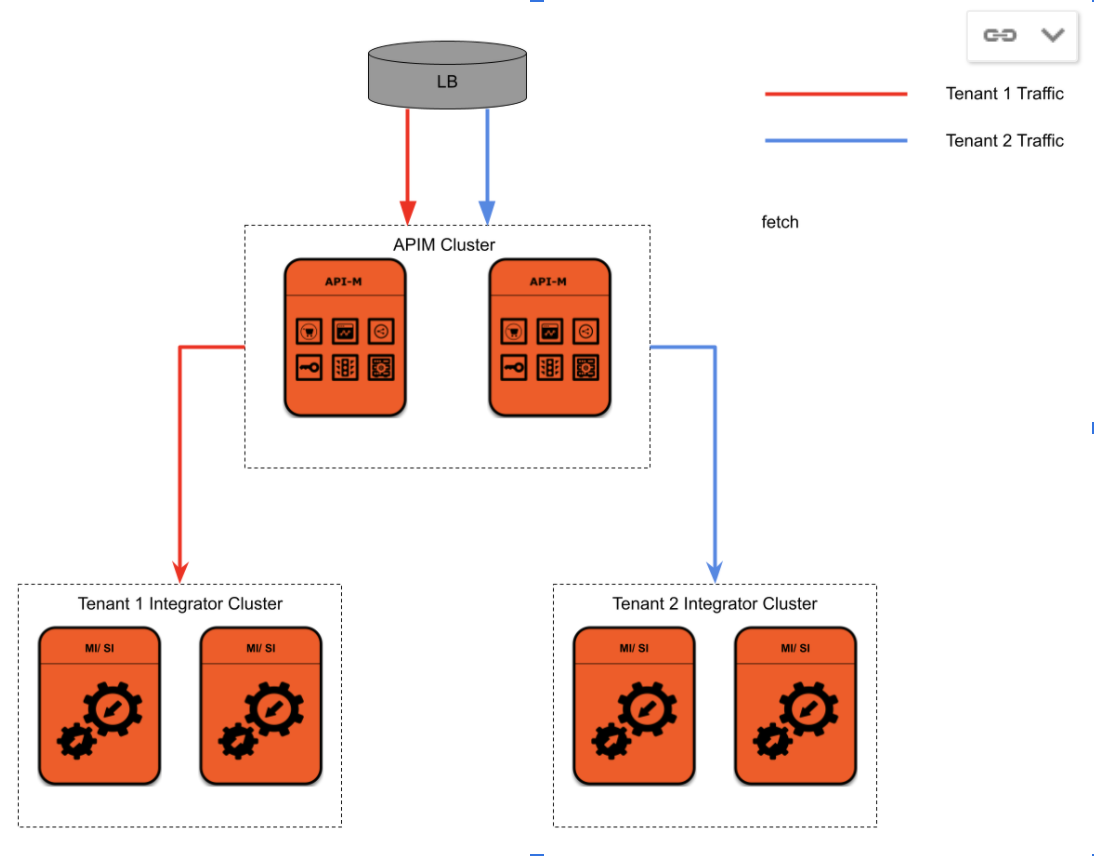 LB
Tenant 1 Traffic
Tenant 2 Traffic
fetch
APIM Cluster
API-M
API-M
Tenant 1 Integrator Cluster
MI/ SI
MI/ SI
Tenant 2 Integrator Cluster
MI/ SI
MI/ SI